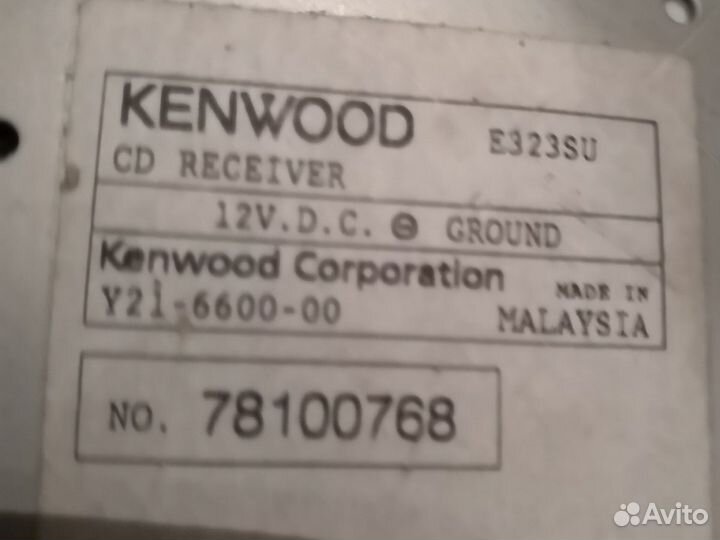 KENWOOD E323SU
CD RECEIVER
12V.D.C. ⊖ GROUND
Kenwood Corporation
Y21-6600-00 MADE IN MALAYSIA
NO. 78100768
Avito